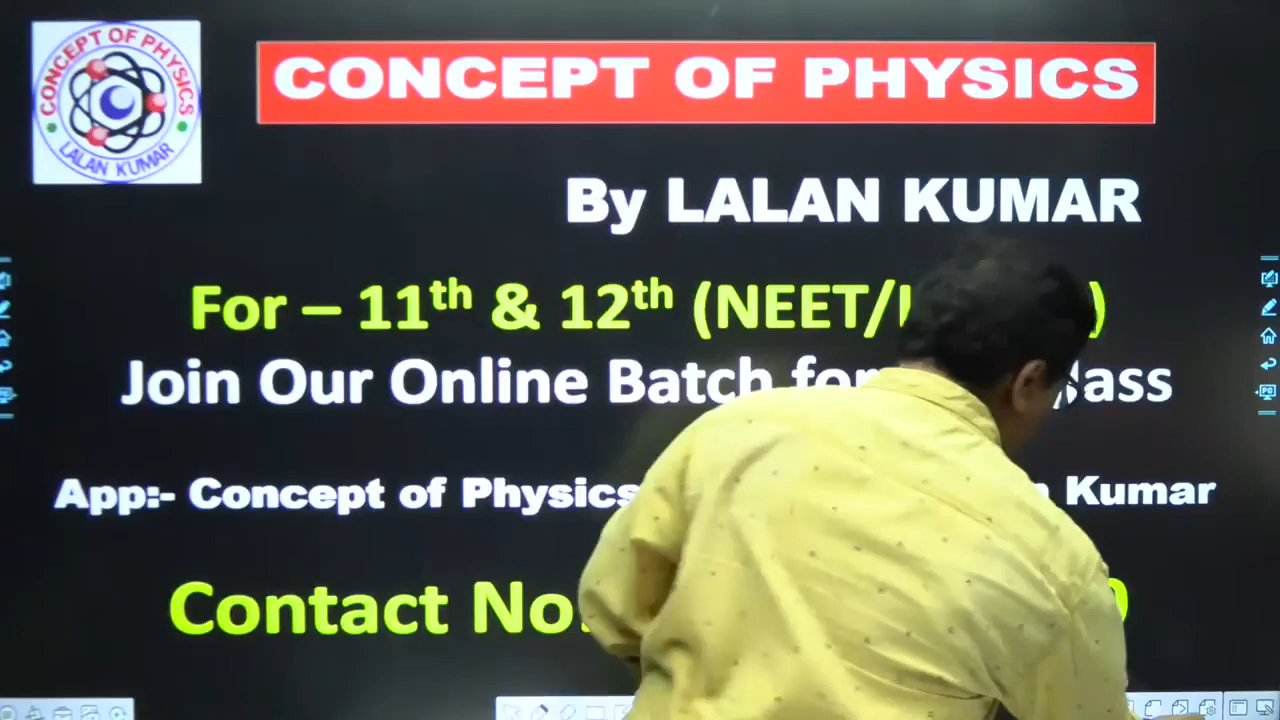 CONCEPT OF PHYSICS
LALAN KUMAR
CONCEPT OF PHYSICS
By LALAN KUMAR
For – 11th & 12th (NEET/
Join Our Online Batch for
App:- Concept of Physics Kumar
Contact No.